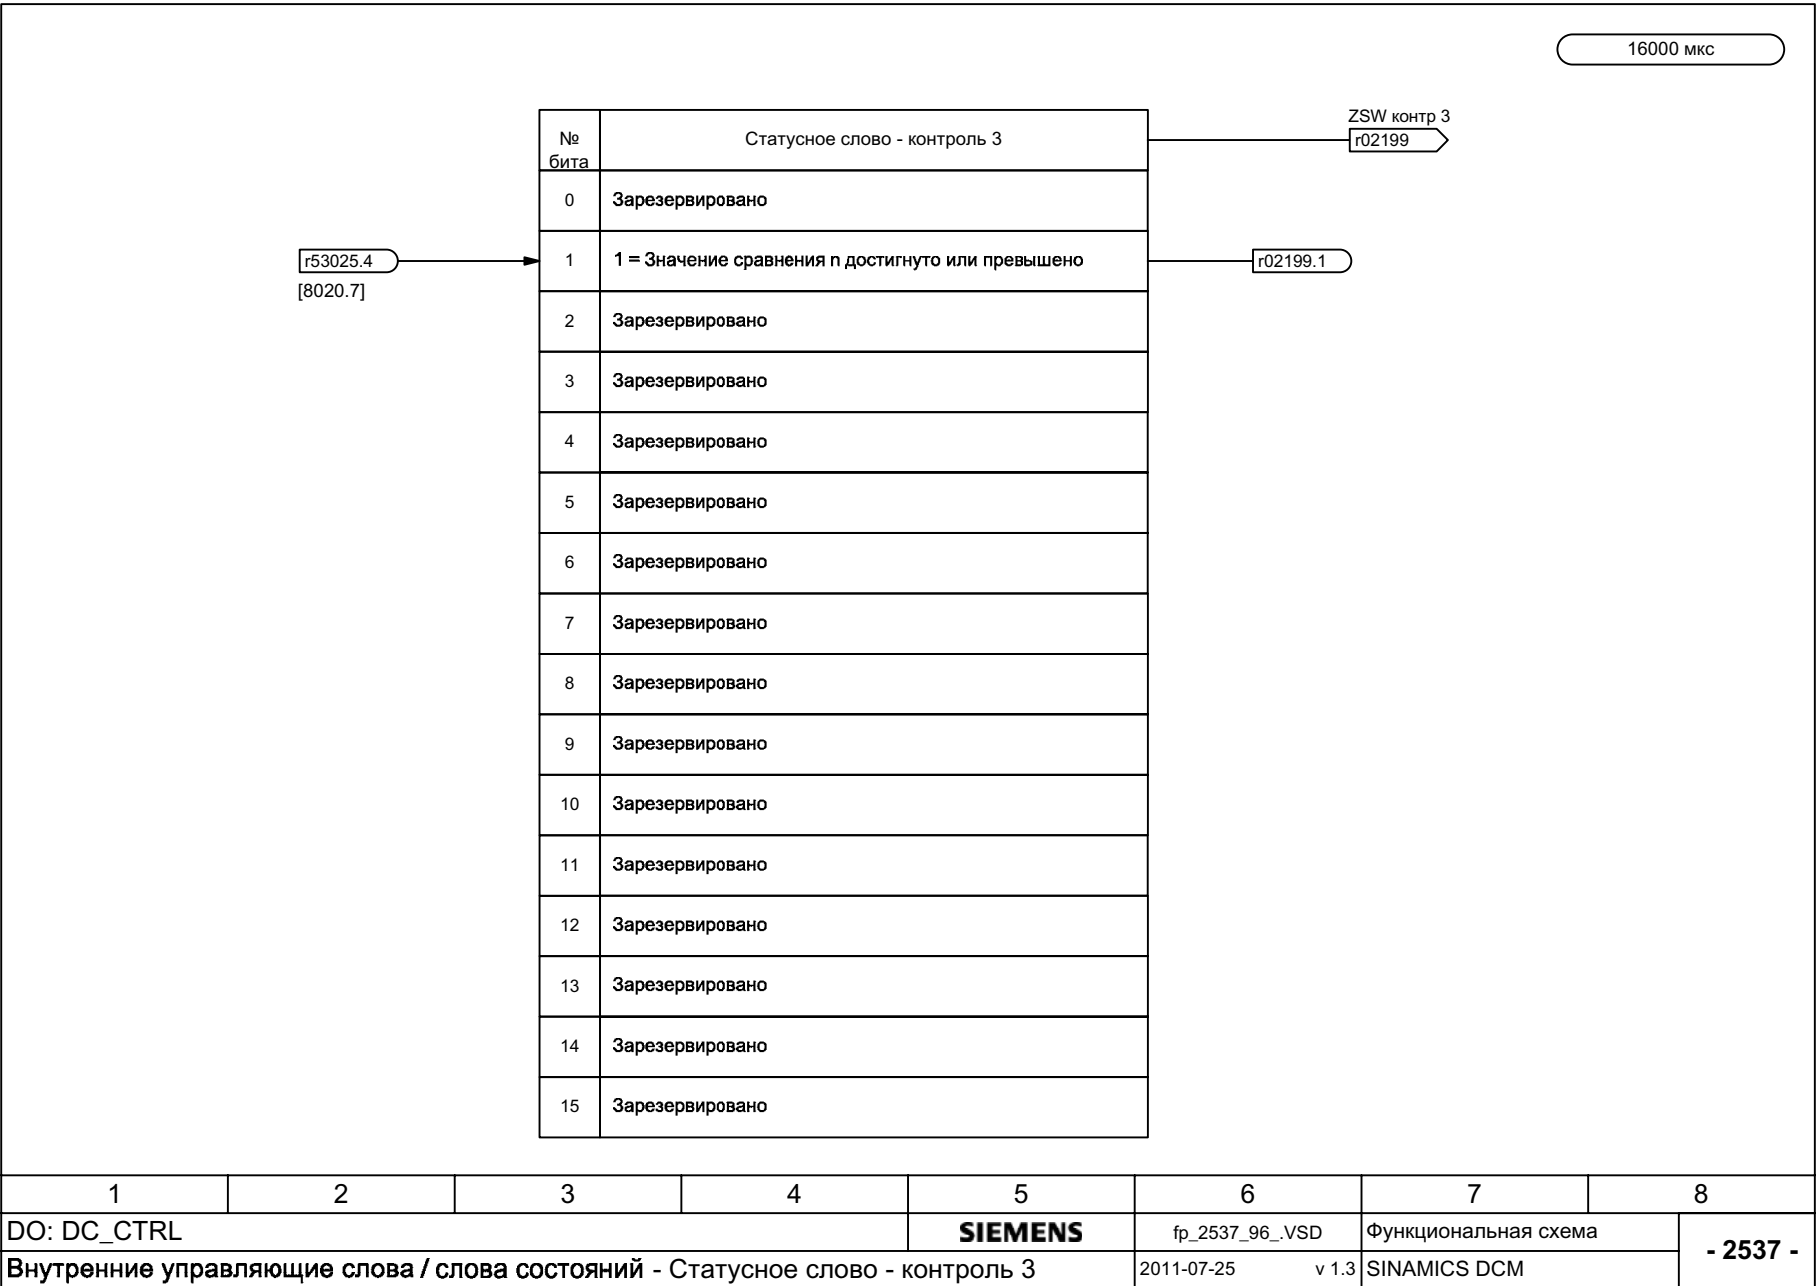 16000 мкс
ZSW контр 3
№ бита Статусное слово - контроль 3 r02199
0 Зарезервировано
r53025.4 1 1 = Значение сравнения n достигнуто или превышено r02199.1
[8020.7]
2 Зарезервировано
3 Зарезервировано
4 Зарезервировано
5 Зарезервировано
6 Зарезервировано
7 Зарезервировано
8 Зарезервировано
9 Зарезервировано
10 Зарезервировано
11 Зарезервировано
12 Зарезервировано
13 Зарезервировано
14 Зарезервировано
15 Зарезервировано
1 2 3 4 5 6 7 8
DO: DC_CTRL SIEMENS fp_2537_96_.VSD Функциональная схема - 2537 -
Внутренние управляющие слова / слова состояний - Статусное слово - контроль 3 2011-07-25 v 1.3 SINAMICS DCM